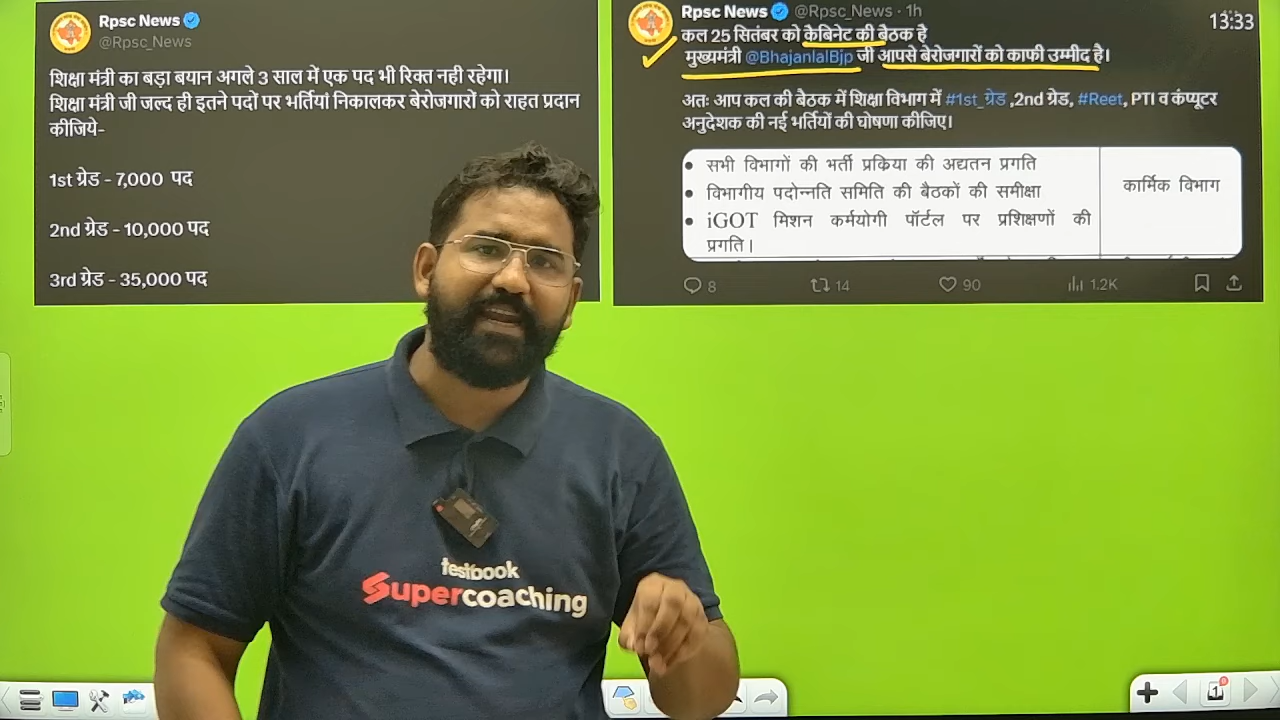 Rpsc News
@Rpsc_News
शिक्षा मंत्री का बड़ा बयान अगले 3 साल में एक पद भी रिक्त नही रहेगा।
शिक्षा मंत्री जी जल्द ही इतने पदों पर भर्तियां निकालकर बेरोजगारों को राहत प्रदान
कीजिये-
1st ग्रेड - 7,000 पद
2nd ग्रेड - 10,000 पद
3rd ग्रेड - 35,000 पद
Rpsc News @Rpsc_News · 1h
13:33
कल 25 सितंबर को कैबिनेट की बैठक है
मुख्यमंत्री @BhajanlalBjp जी आपसे बेरोजगारों को काफी उम्मीद है।
अतः आप कल की बैठक में शिक्षा विभाग में #1st_ग्रेड ,2nd ग्रेड, #Reet, PTI व कंप्यूटर
अनुदेशक की नई भर्तियों की घोषणा कीजिए।
सभी विभागों की भर्ती प्रक्रिया की अद्यतन प्रगति
विभागीय पदोन्नति समिति की बैठकों की समीक्षा
iGOT मिशन कर्मयोगी पॉर्टल पर प्रशिक्षणों की
प्रगति।
कार्मिक विभाग
8 14 90 1.2K
testbook
Supercoaching
1